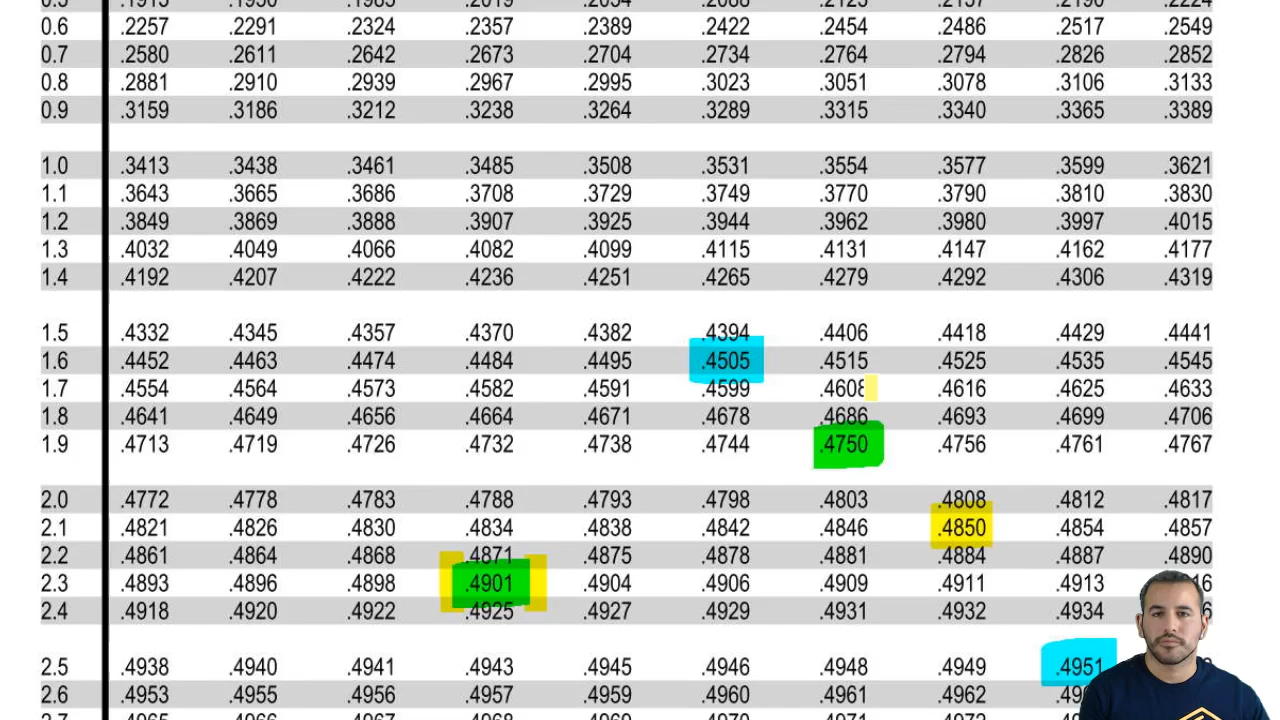 0.6 .2257 .2291 .2324 .2357 .2389 .2422 .2454 .2486 .2517 .2549
0.7 .2580 .2611 .2642 .2673 .2704 .2734 .2764 .2794 .2826 .2852
0.8 .2881 .2910 .2939 .2967 .2995 .3023 .3051 .3078 .3106 .3133
0.9 .3159 .3186 .3212 .3238 .3264 .3289 .3315 .3340 .3365 .3389
1.0 .3413 .3438 .3461 .3485 .3508 .3531 .3554 .3577 .3599 .3621
1.1 .3643 .3665 .3686 .3708 .3729 .3749 .3770 .3790 .3810 .3830
1.2 .3849 .3869 .3888 .3907 .3925 .3944 .3962 .3980 .3997 .4015
1.3 .4032 .4049 .4066 .4082 .4099 .4115 .4131 .4147 .4162 .4177
1.4 .4192 .4207 .4222 .4236 .4251 .4265 .4279 .4292 .4306 .4319
1.5 .4332 .4345 .4357 .4370 .4382 .4394 .4406 .4418 .4429 .4441
1.6 .4452 .4463 .4474 .4484 .4495 .4505 .4515 .4525 .4535 .4545
1.7 .4554 .4564 .4573 .4582 .4591 .4599 .4608 .4616 .4625 .4633
1.8 .4641 .4649 .4656 .4664 .4671 .4678 .4686 .4693 .4699 .4706
1.9 .4713 .4719 .4726 .4732 .4738 .4744 .4750 .4756 .4761 .4767
2.0 .4772 .4778 .4783 .4788 .4793 .4798 .4803 .4808 .4812 .4817
2.1 .4821 .4826 .4830 .4834 .4838 .4842 .4846 .4850 .4854 .4857
2.2 .4861 .4864 .4868 .4871 .4875 .4878 .4881 .4884 .4887 .4890
2.3 .4893 .4896 .4898 .4901 .4904 .4906 .4909 .4911 .4913
2.4 .4918 .4920 .4922 .4925 .4927 .4929 .4931 .4932 .4934
2.5 .4938 .4940 .4941 .4943 .4945 .4946 .4948 .4949 .4951
2.6 .4953 .4955 .4956 .4957 .4959 .4960 .4961 .4962